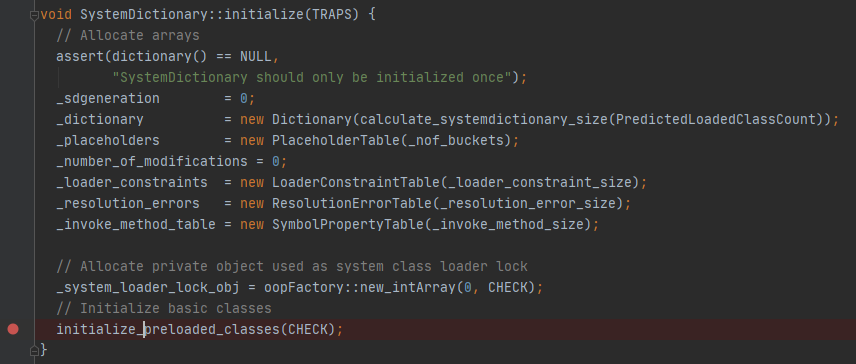 void SystemDictionary::initialize(TRAPS) {
// Allocate arrays
assert(dictionary() == NULL,
"SystemDictionary should only be initialized once");
_sdgeneration = 0;
_dictionary = new Dictionary(calculate_systemdictionary_size(PredictedLoadedClassCount));
_placeholders = new PlaceholderTable(_nof_buckets);
_number_of_modifications = 0;
_loader_constraints = new LoaderConstraintTable(_loader_constraint_size);
_resolution_errors = new ResolutionErrorTable(_resolution_error_size);
_invoke_method_table = new SymbolPropertyTable(_invoke_method_size);
// Allocate private object used as system class loader lock
_system_loader_lock_obj = oopFactory::new_intArray(0, CHECK);
// Initialize basic classes
initialize_preloaded_classes(CHECK);
}